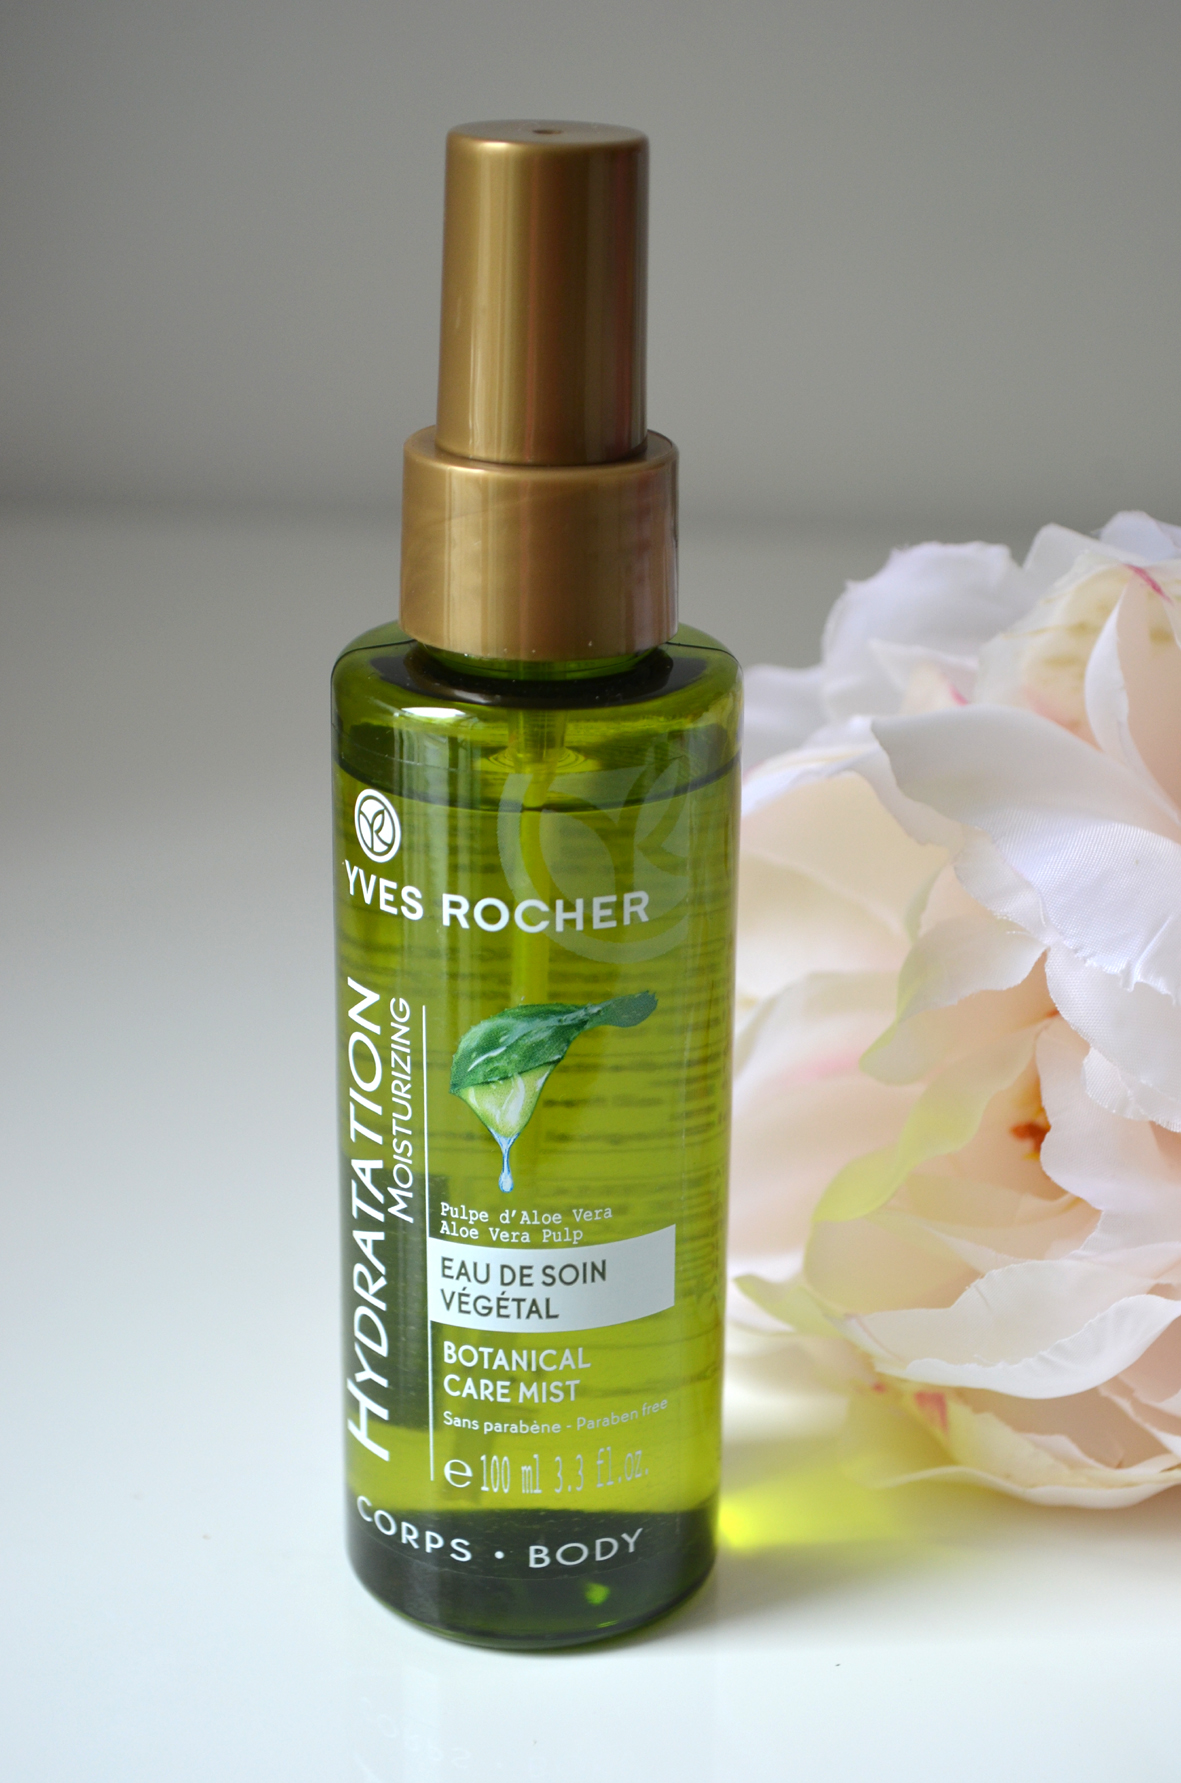 YVES ROCHER
HYDRATATION
MOISTURIZING
Pulpe d'Aloe Vera
Aloe Vera Pulp
EAU DE SOIN
VÉGÉTAL
BOTANICAL
CARE MIST
Sans parabène - Paraben free
e 100 ml 3.3 fl.oz.
CORPS • BODY